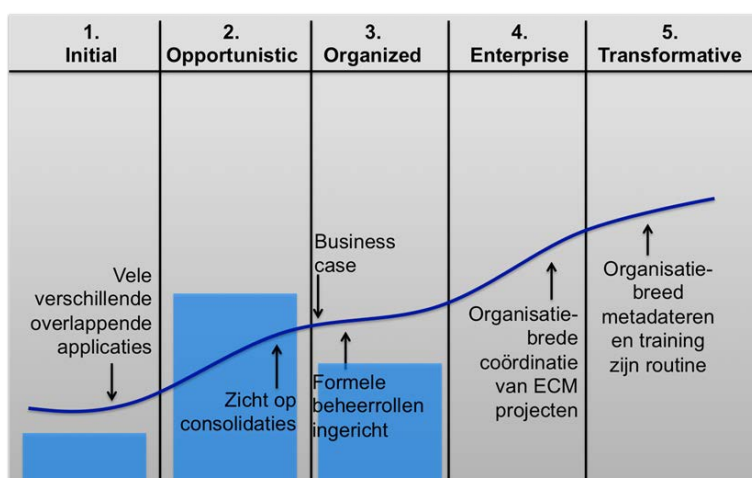 1.
Initial
2.
Opportunistic
3.
Organized
4.
Enterprise
5.
Transformative
Vele
verschillende
overlappende
applicaties
Zicht op
consolidaties
Business
case
Formele
beheerrollen
ingericht
Organisatie-
brede
coördinatie
van ECM
projecten
Organisatie-
breed
metadateren
en training
zijn routine